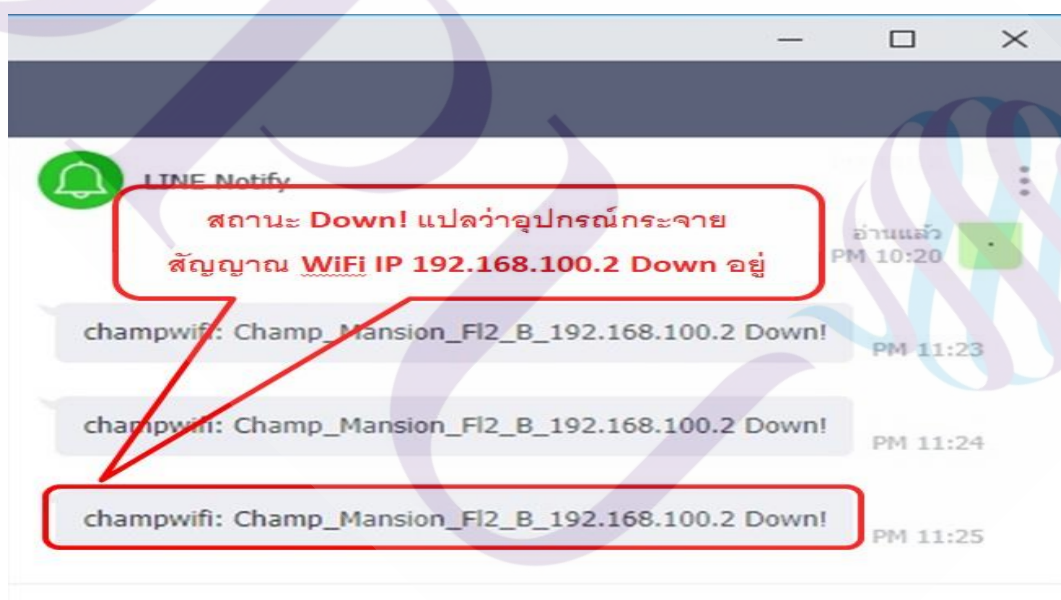 LINE Notify
สถานะ Down! แปลว่าอุปกรณ์กระจาย
สัญญาณ WiFi IP 192.168.100.2 Down อยู่
อ่านแล้ว
PM 10:20
.
champwifi: Champ_Mansion_Fl2_B_192.168.100.2 Down!
PM 11:23
champwifi: Champ_Mansion_Fl2_B_192.168.100.2 Down!
PM 11:24
champwifi: Champ_Mansion_Fl2_B_192.168.100.2 Down!
PM 11:25